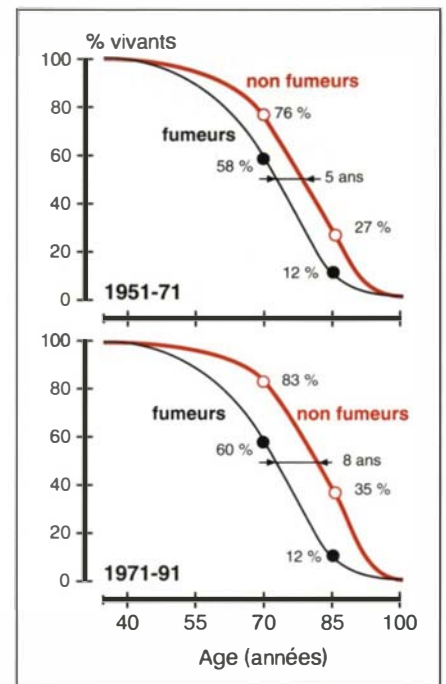 % vivants
100
80
60
40
20
0
non fumeurs
76 %
fumeurs
58 %
5 ans
27 %
12 %
1951-71
100
80
60
40
20
0
83 %
fumeurs
non fumeurs
60 %
8 ans
35 %
12 %
1971-91
40 55 70 85 100
Age (années)